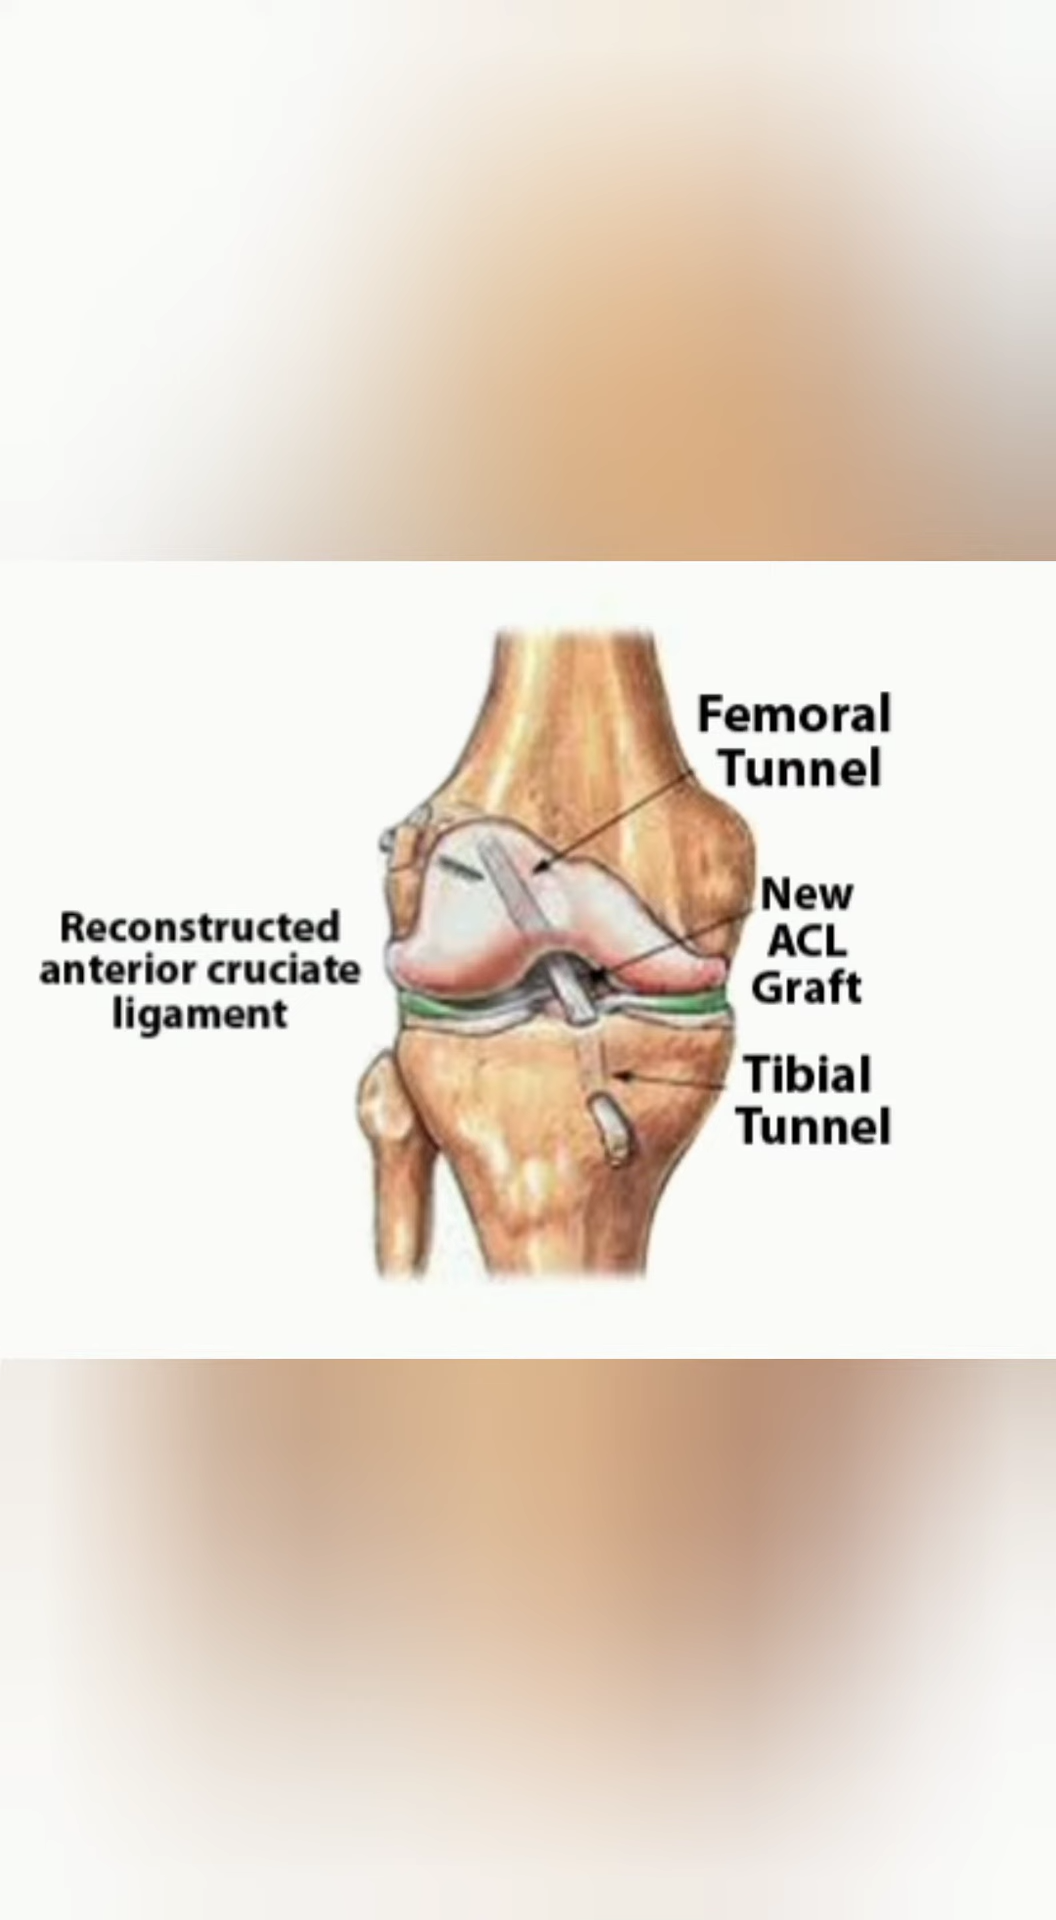 Femoral
Tunnel
New
ACL
Graft
Reconstructed
anterior cruciate
ligament
Tibial
Tunnel